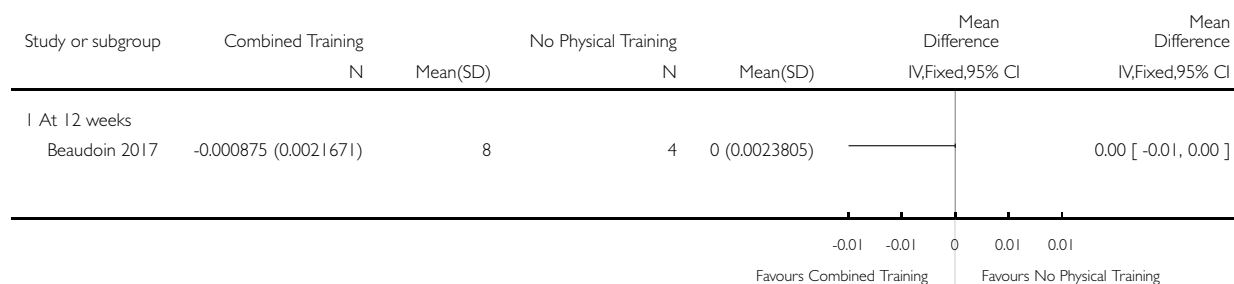 Mean Mean
Study or subgroup Combined Training No Physical Training Difference Difference
N Mean(SD) N Mean(SD) IV,Fixed,95% CI IV,Fixed,95% CI
1 At 12 weeks
Beaudoin 2017 -0.000875 (0.0021671) 8 4 0 (0.0023805) 0.00 [ -0.01, 0.00 ]
-0.01 -0.01 0 0.01 0.01
Favours Combined Training Favours No Physical Training